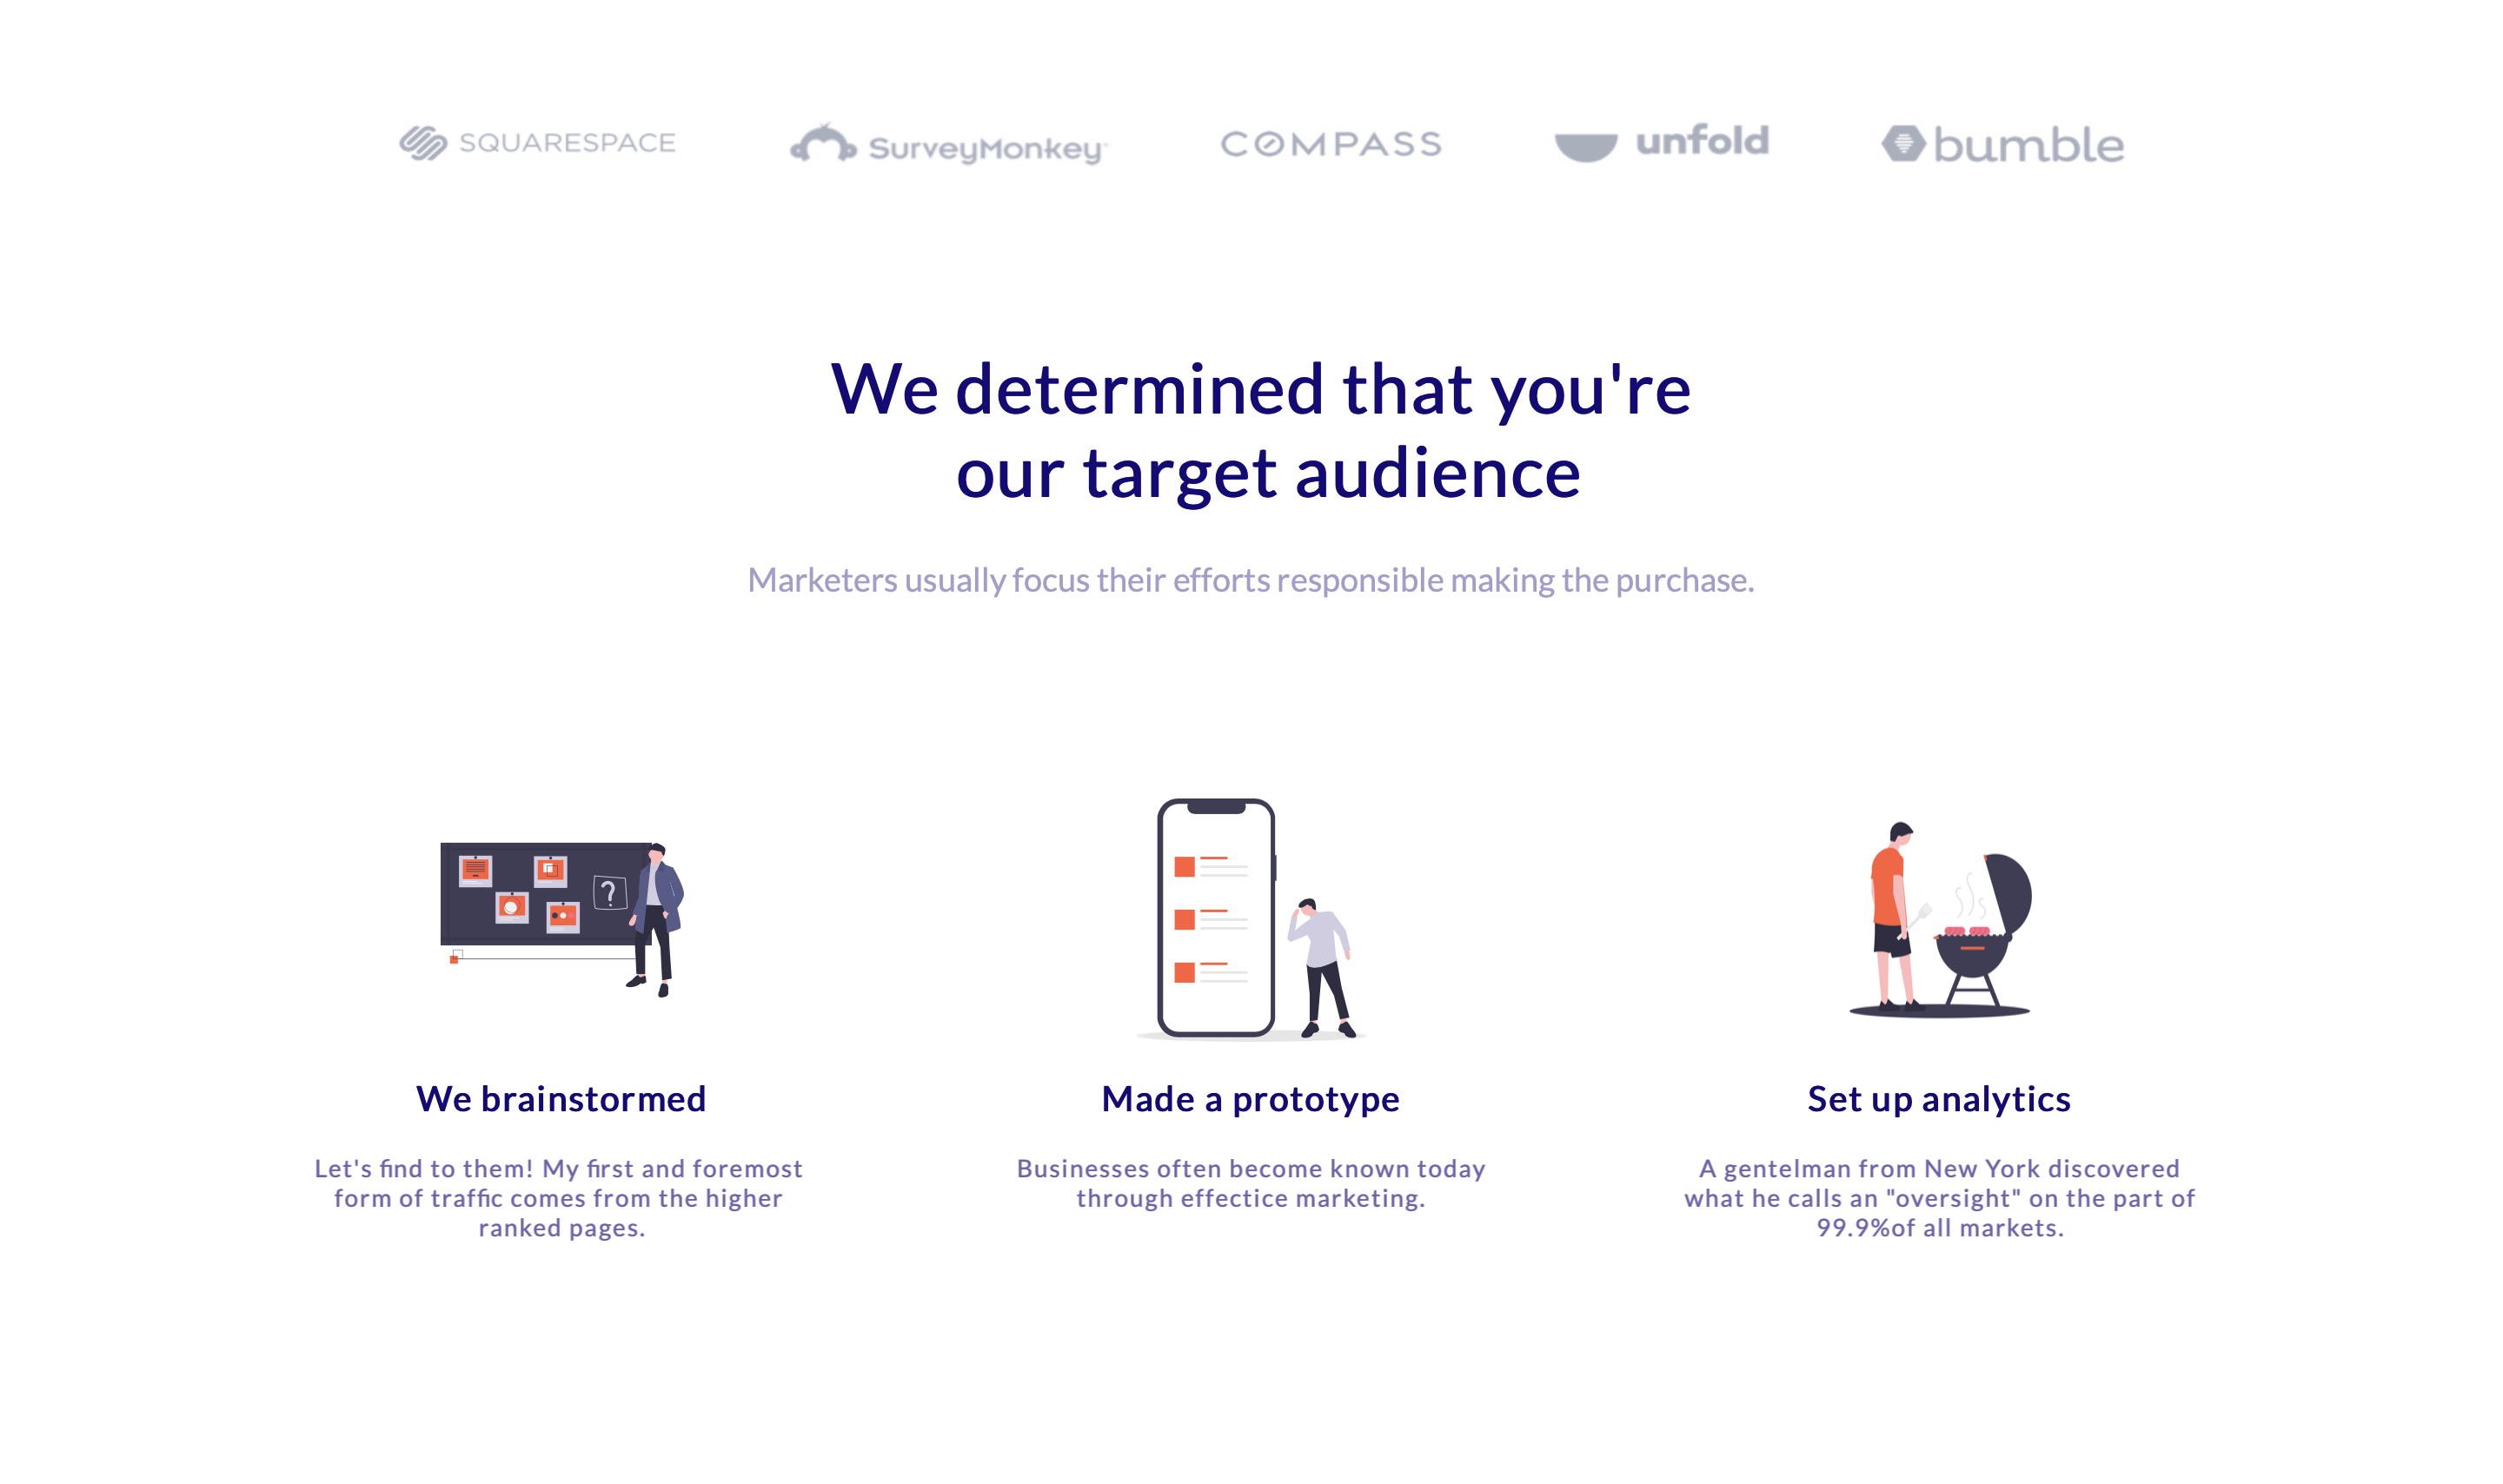 SQUARESPACE
SurveyMonkey
COMPASS
unfold
bumble
We determined that you're
our target audience
Marketers usually focus their efforts responsible making the purchase.
?
We brainstormed
Let's find to them! My first and foremost
form of traffic comes from the higher
ranked pages.
Made a prototype
Businesses often become known today
through effectice marketing.
Set up analytics
A gentelman from New York discovered
what he calls an "oversight" on the part of
99.9%of all markets.